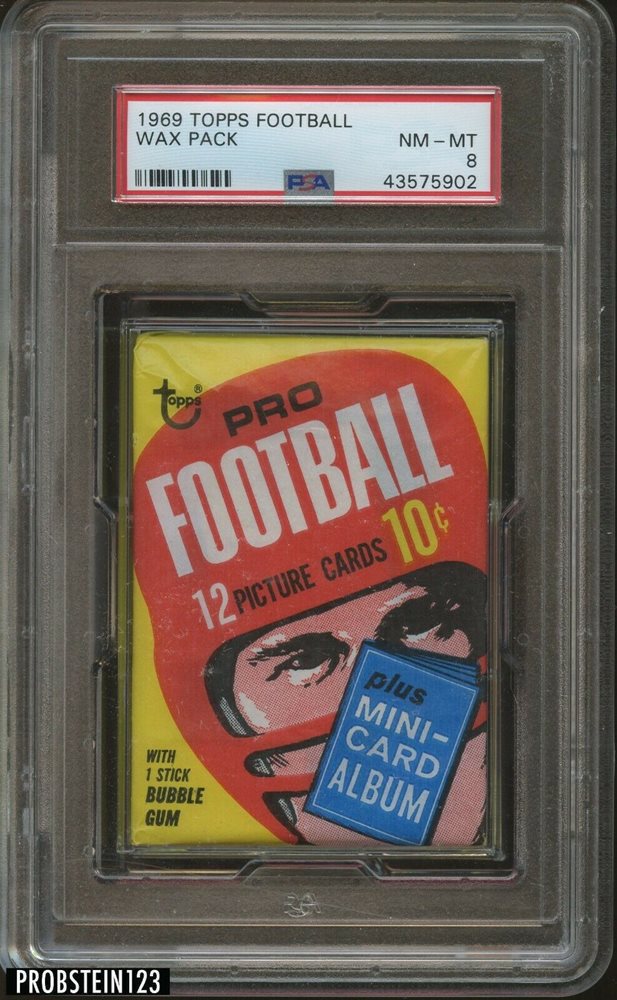 1969 TOPPS FOOTBALL
WAX PACK
NM - MT
8
PSA
43575902
topps®
PRO
FOOTBALL
12 PICTURE CARDS 10¢
plus
MINI-
CARD
ALBUM
WITH
1 STICK
BUBBLE
GUM
PROBSTEIN123